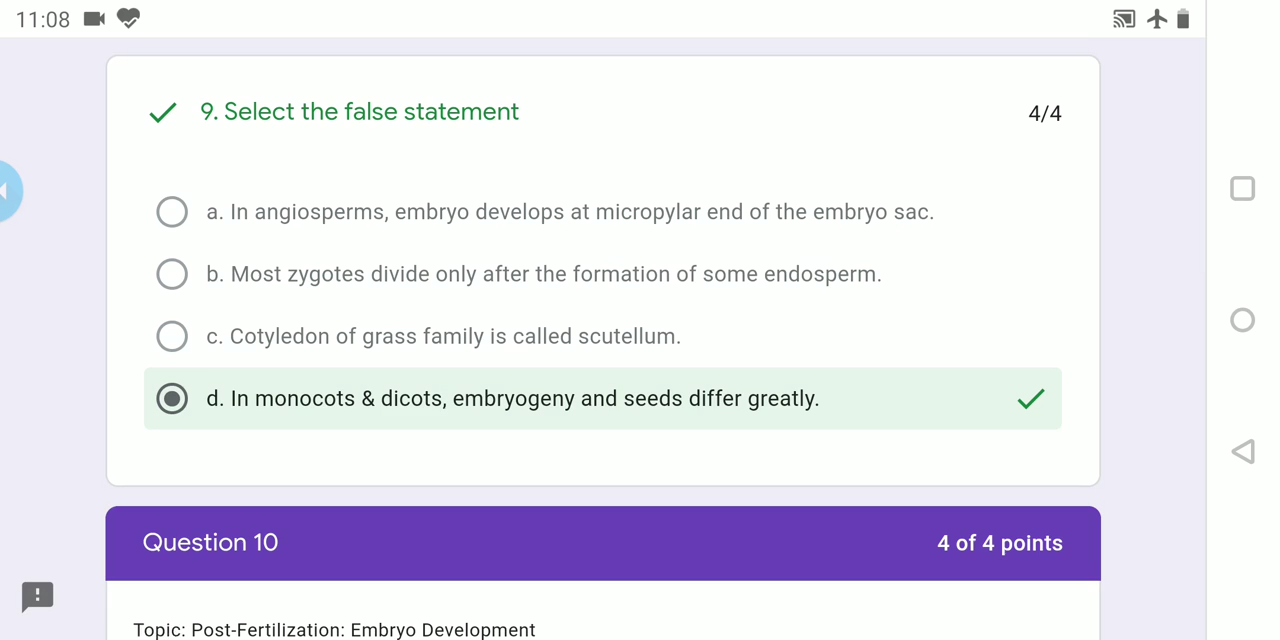 11:08
9. Select the false statement
4/4
a. In angiosperms, embryo develops at micropylar end of the embryo sac.
b. Most zygotes divide only after the formation of some endosperm.
c. Cotyledon of grass family is called scutellum.
d. In monocots & dicots, embryogeny and seeds differ greatly.
Question 10
4 of 4 points
Topic: Post-Fertilization: Embryo Development